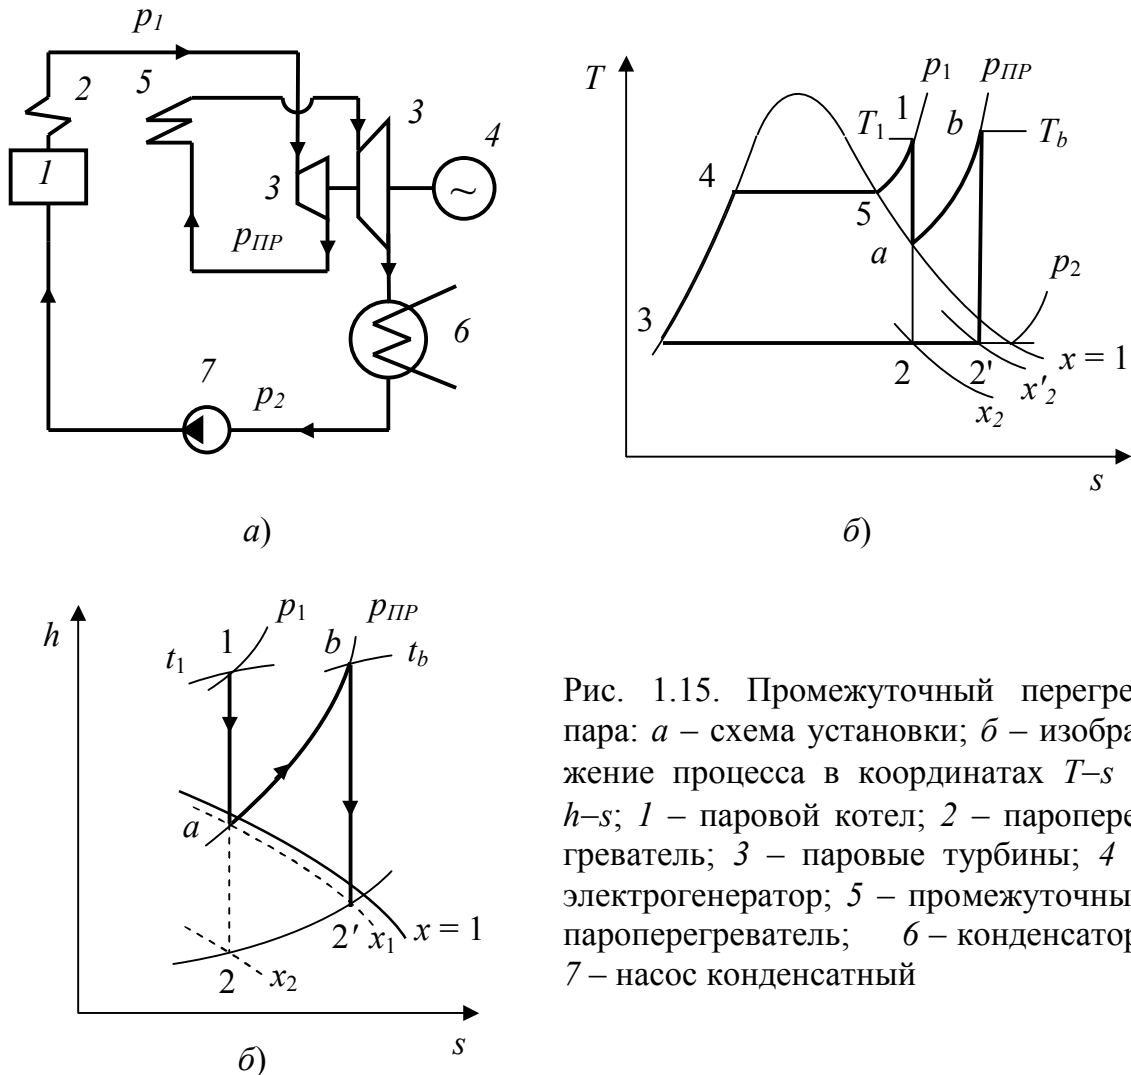 p1
2
5
3
4
1
3
pПР
6
7
p2
а)
T
p1
pПР
T1
1
b
Tb
4
5
a
p2
3
2
2'
x = 1
x'2
x2
s
б)
h
1
p1
b
pПР
t1
tb
a
2'
x1
x = 1
2
x2
s
б)
Рис. 1.15. Промежуточный перегре
пара: а – схема установки; б – изобра
жение процесса в координатах T–s
h–s; 1 – паровой котел; 2 – паропере
греватель; 3 – паровые турбины; 4
электрогенератор; 5 – промежуточны
пароперегреватель; 6 – конденсатор
7 – насос конденсатный